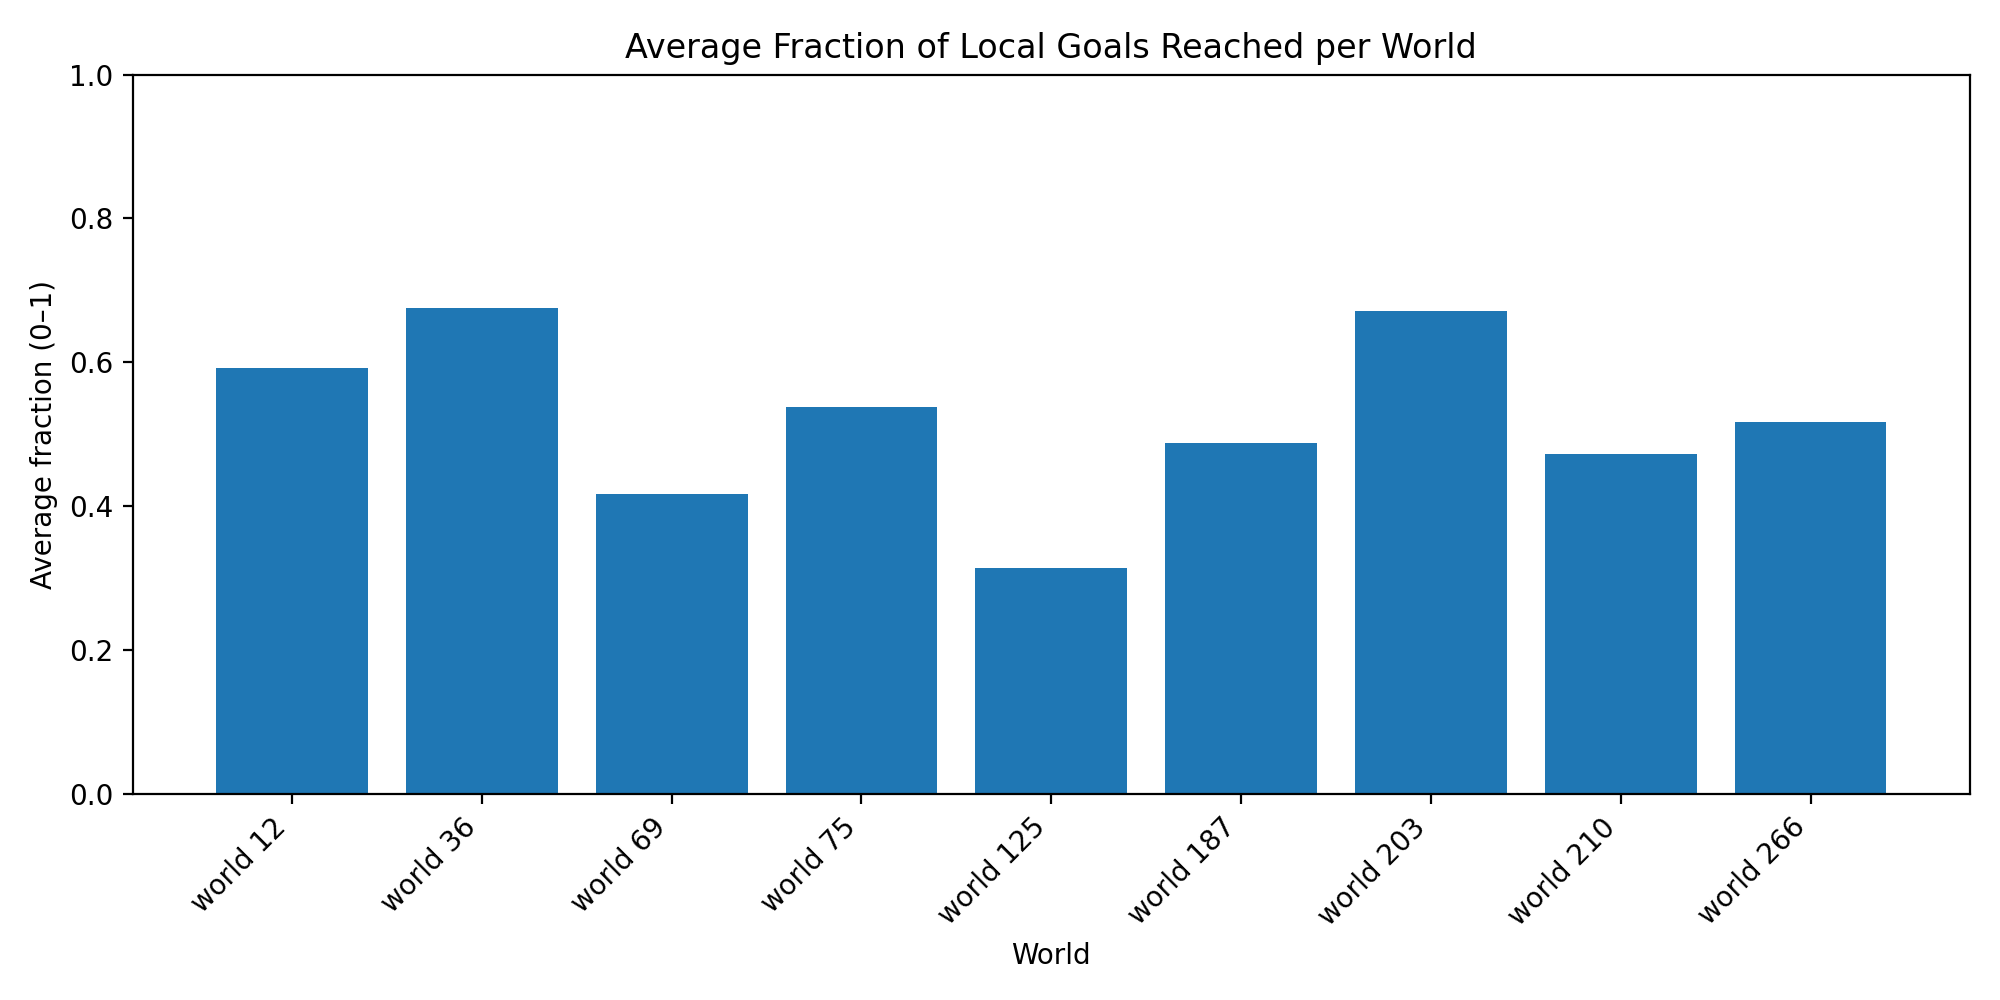 Average Fraction of Local Goals Reached per World
Average fraction (0–1)
1.0
0.8
0.6
0.4
0.2
0.0
world 12
world 36
world 69
world 75
world 125
world 187
world 203
world 210
world 266
World